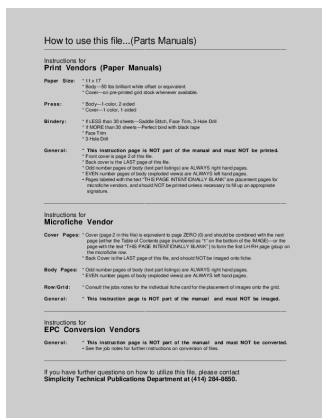 How to use this file...(Parts Manuals)
Instructions for
Print Vendors (Paper Manuals)
Paper Size: * 11 x 17
* Body—50 lbs brilliant white offset or equivalent
* Cover—on pre-printed grid stock whenever available.
Press: * Body—1-color, 2-sided
* Cover—1-color, 1-sided
Bindery: * If LESS than 30 sheets—Saddle Stitch, Face Trim, 3-Hole Drill
* If MORE than 30 sheets—Perfect bind with black tape
* Face Trim
* 3-Hole Drill
General: * This instruction page is NOT part of the manual and must NOT be printed.
* Front cover is page 2 of this file.
* Back cover is the LAST page of this file.
* Odd number pages of body (text part listings) are ALWAYS right hand pages.
* EVEN number pages of body (exploded views) are ALWAYS left hand pages.
* Pages labeled with the text "THIS PAGE INTENTIONALLY BLANK" are placement pages for
microfiche vendors, and should NOT be printed unless necessary to fill up an appropriate
signature.
Instructions for
Microfiche Vendor
Cover Pages: * Cover (page 2 in this file) is equivalent to page ZERO (0) and should be combined with the next
page (either the Table of Contents page (numbered as "1" on the bottom of the IMAGE)—or the
page with the text "THIS PAGE INTENTIONALLY BLANK") to form the first LH/RH page group on
the microfiche row.
* Back Cover is the LAST page of this file, and should NOT be imaged onto fiche.
Body Pages: * Odd number pages of body (text part listings) are ALWAYS right hand pages.
* EVEN number pages of body (exploded views) are ALWAYS left hand pages.
Row/Grid: * Consult the jobs notes for the individual fiche card for the placement of images onto the grid.
General: * This instruction page is NOT part of the manual and must NOT be imaged.
Instructions for
EPC Conversion Vendors
General: * This instruction page is NOT part of the manual and must NOT be converted.
• See the job notes for further instructions on conversion of files.
If you have further questions on how to utilize this file, please contact
Simplicity Technical Publications Department at (414) 284-8650.